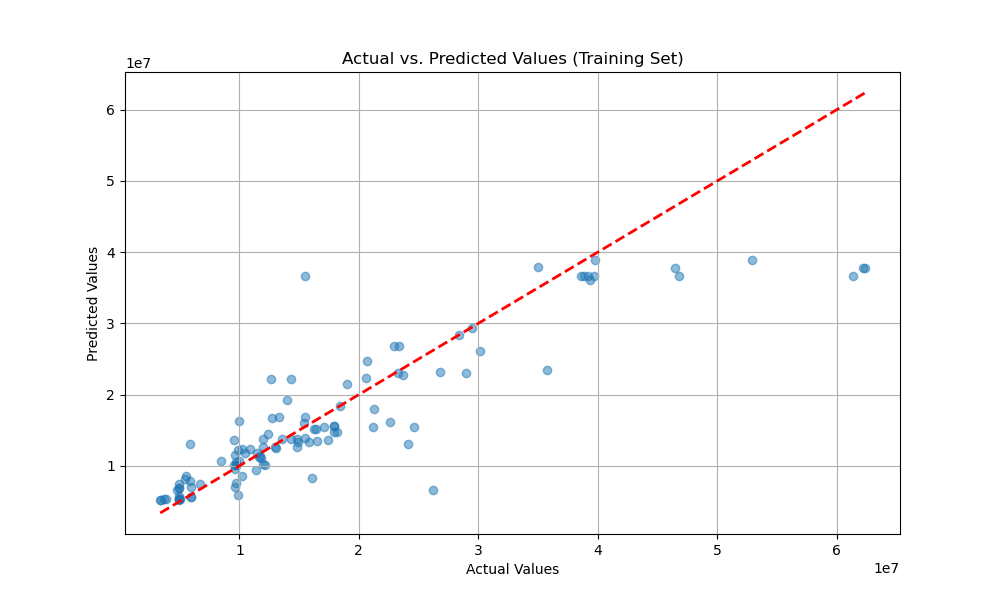 Actual vs. Predicted Values (Training Set)
1e7
6
5
4
3
2
1
Predicted Values
1 2 3 4 5 6
1e7
Actual Values